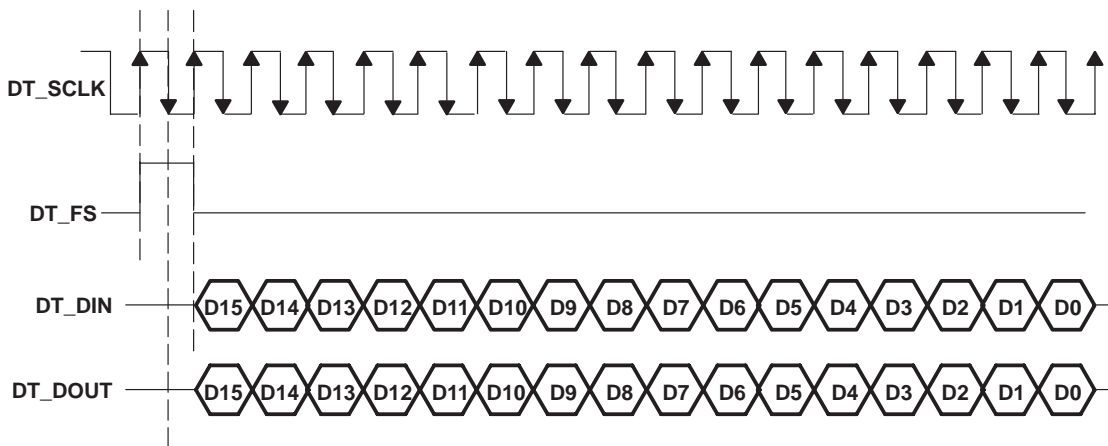 DT_SCLK
DT_FS
DT_DIN D15 D14 D13 D12 D11 D10 D9 D8 D7 D6 D5 D4 D3 D2 D1 D0
DT_DOUT D15 D14 D13 D12 D11 D10 D9 D8 D7 D6 D5 D4 D3 D2 D1 D0